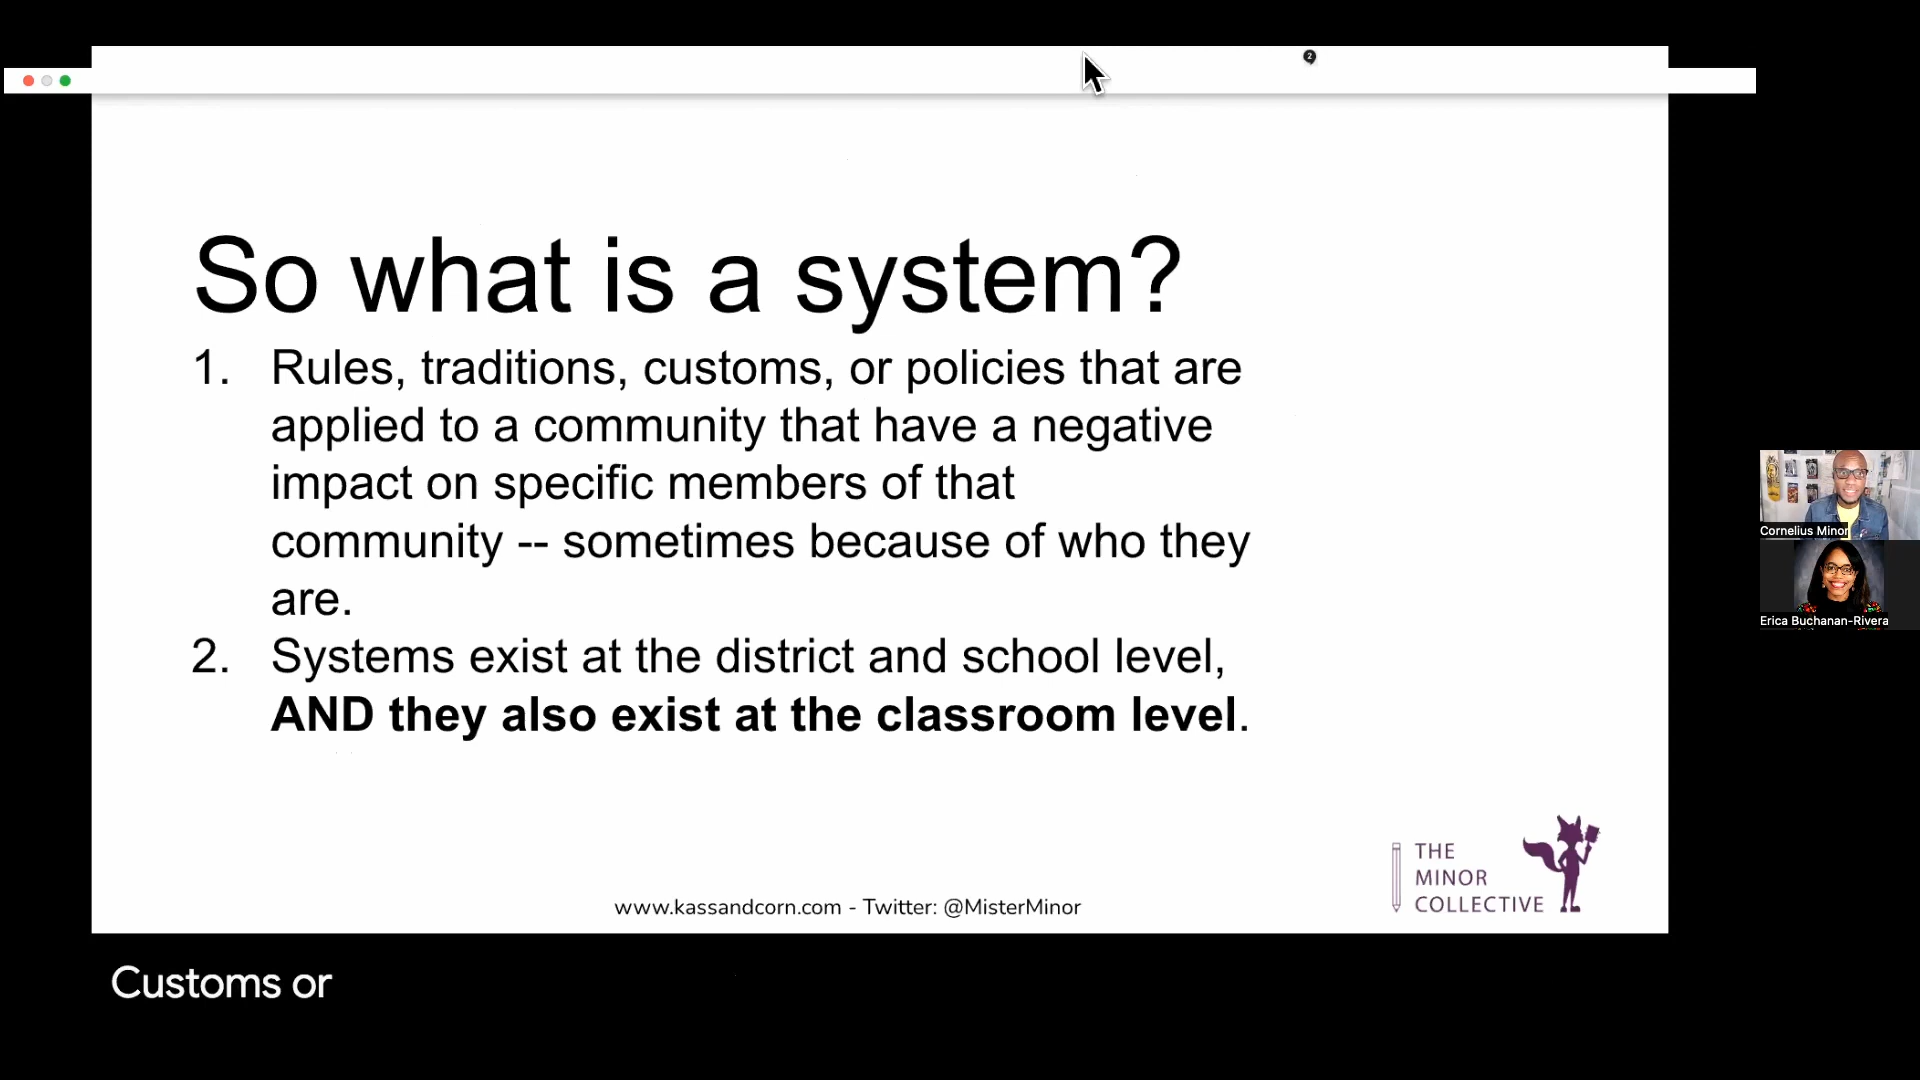 2
So what is a system?
1. Rules, traditions, customs, or policies that are
applied to a community that have a negative
impact on specific members of that
community -- sometimes because of who they
are.
2. Systems exist at the district and school level,
AND they also exist at the classroom level.
Cornelius Minor
Erica Buchanan-Rivera
THE
MINOR
COLLECTIVE
www.kassandcorn.com - Twitter: @MisterMinor
Customs or